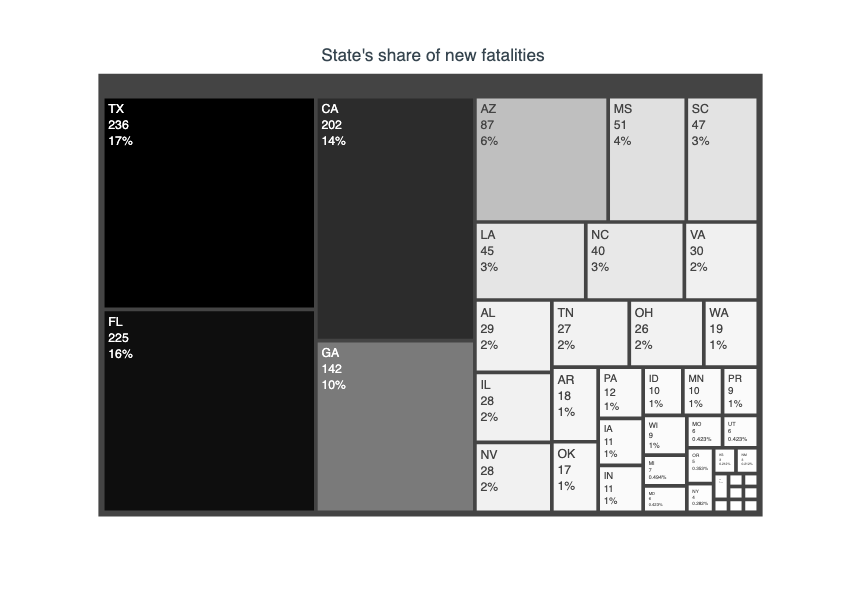 State's share of new fatalities
TX
236
17%
FL
225
16%
CA
202
14%
GA
142
10%
AZ
87
6%
MS
51
4%
SC
47
3%
LA
45
3%
NC
40
3%
VA
30
2%
AL
29
2%
IL
28
2%
NV
28
2%
TN
27
2%
OH
26
2%
WA
19
1%
AR
18
1%
OK
17
1%
PA
12
1%
IA
11
1%
IN
11
1%
ID
10
1%
MN
10
1%
PR
9
1%
WI
9
1%
MI
7
0.494%
MD
6
0.423%
MO
6
0.423%
UT
6
0.423%
OR
5
0.353%
NY
4
0.282%